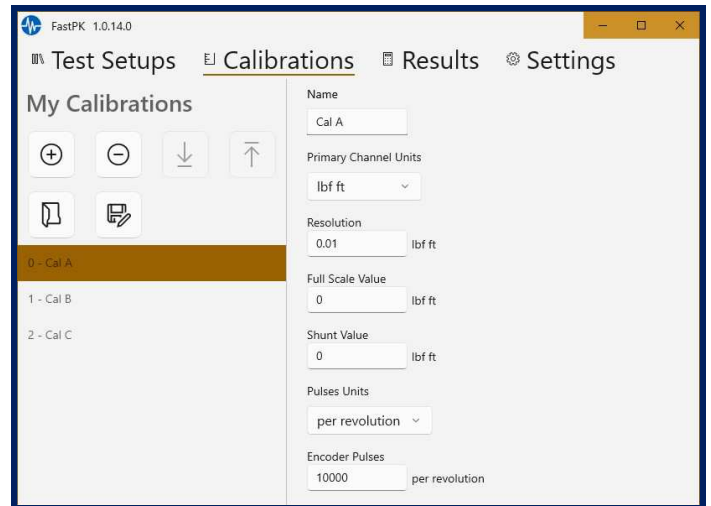 FastPK 1.0.14.0
Test Setups Calibrations Results Settings
My Calibrations
0 - Cal A
1 - Cal B
2 - Cal C
Name
Cal A
Primary Channel Units
lbf ft
Resolution
0.01 lbf ft
Full Scale Value
0 lbf ft
Shunt Value
0 lbf ft
Pulses Units
per revolution
Encoder Pulses
10000 per revolution